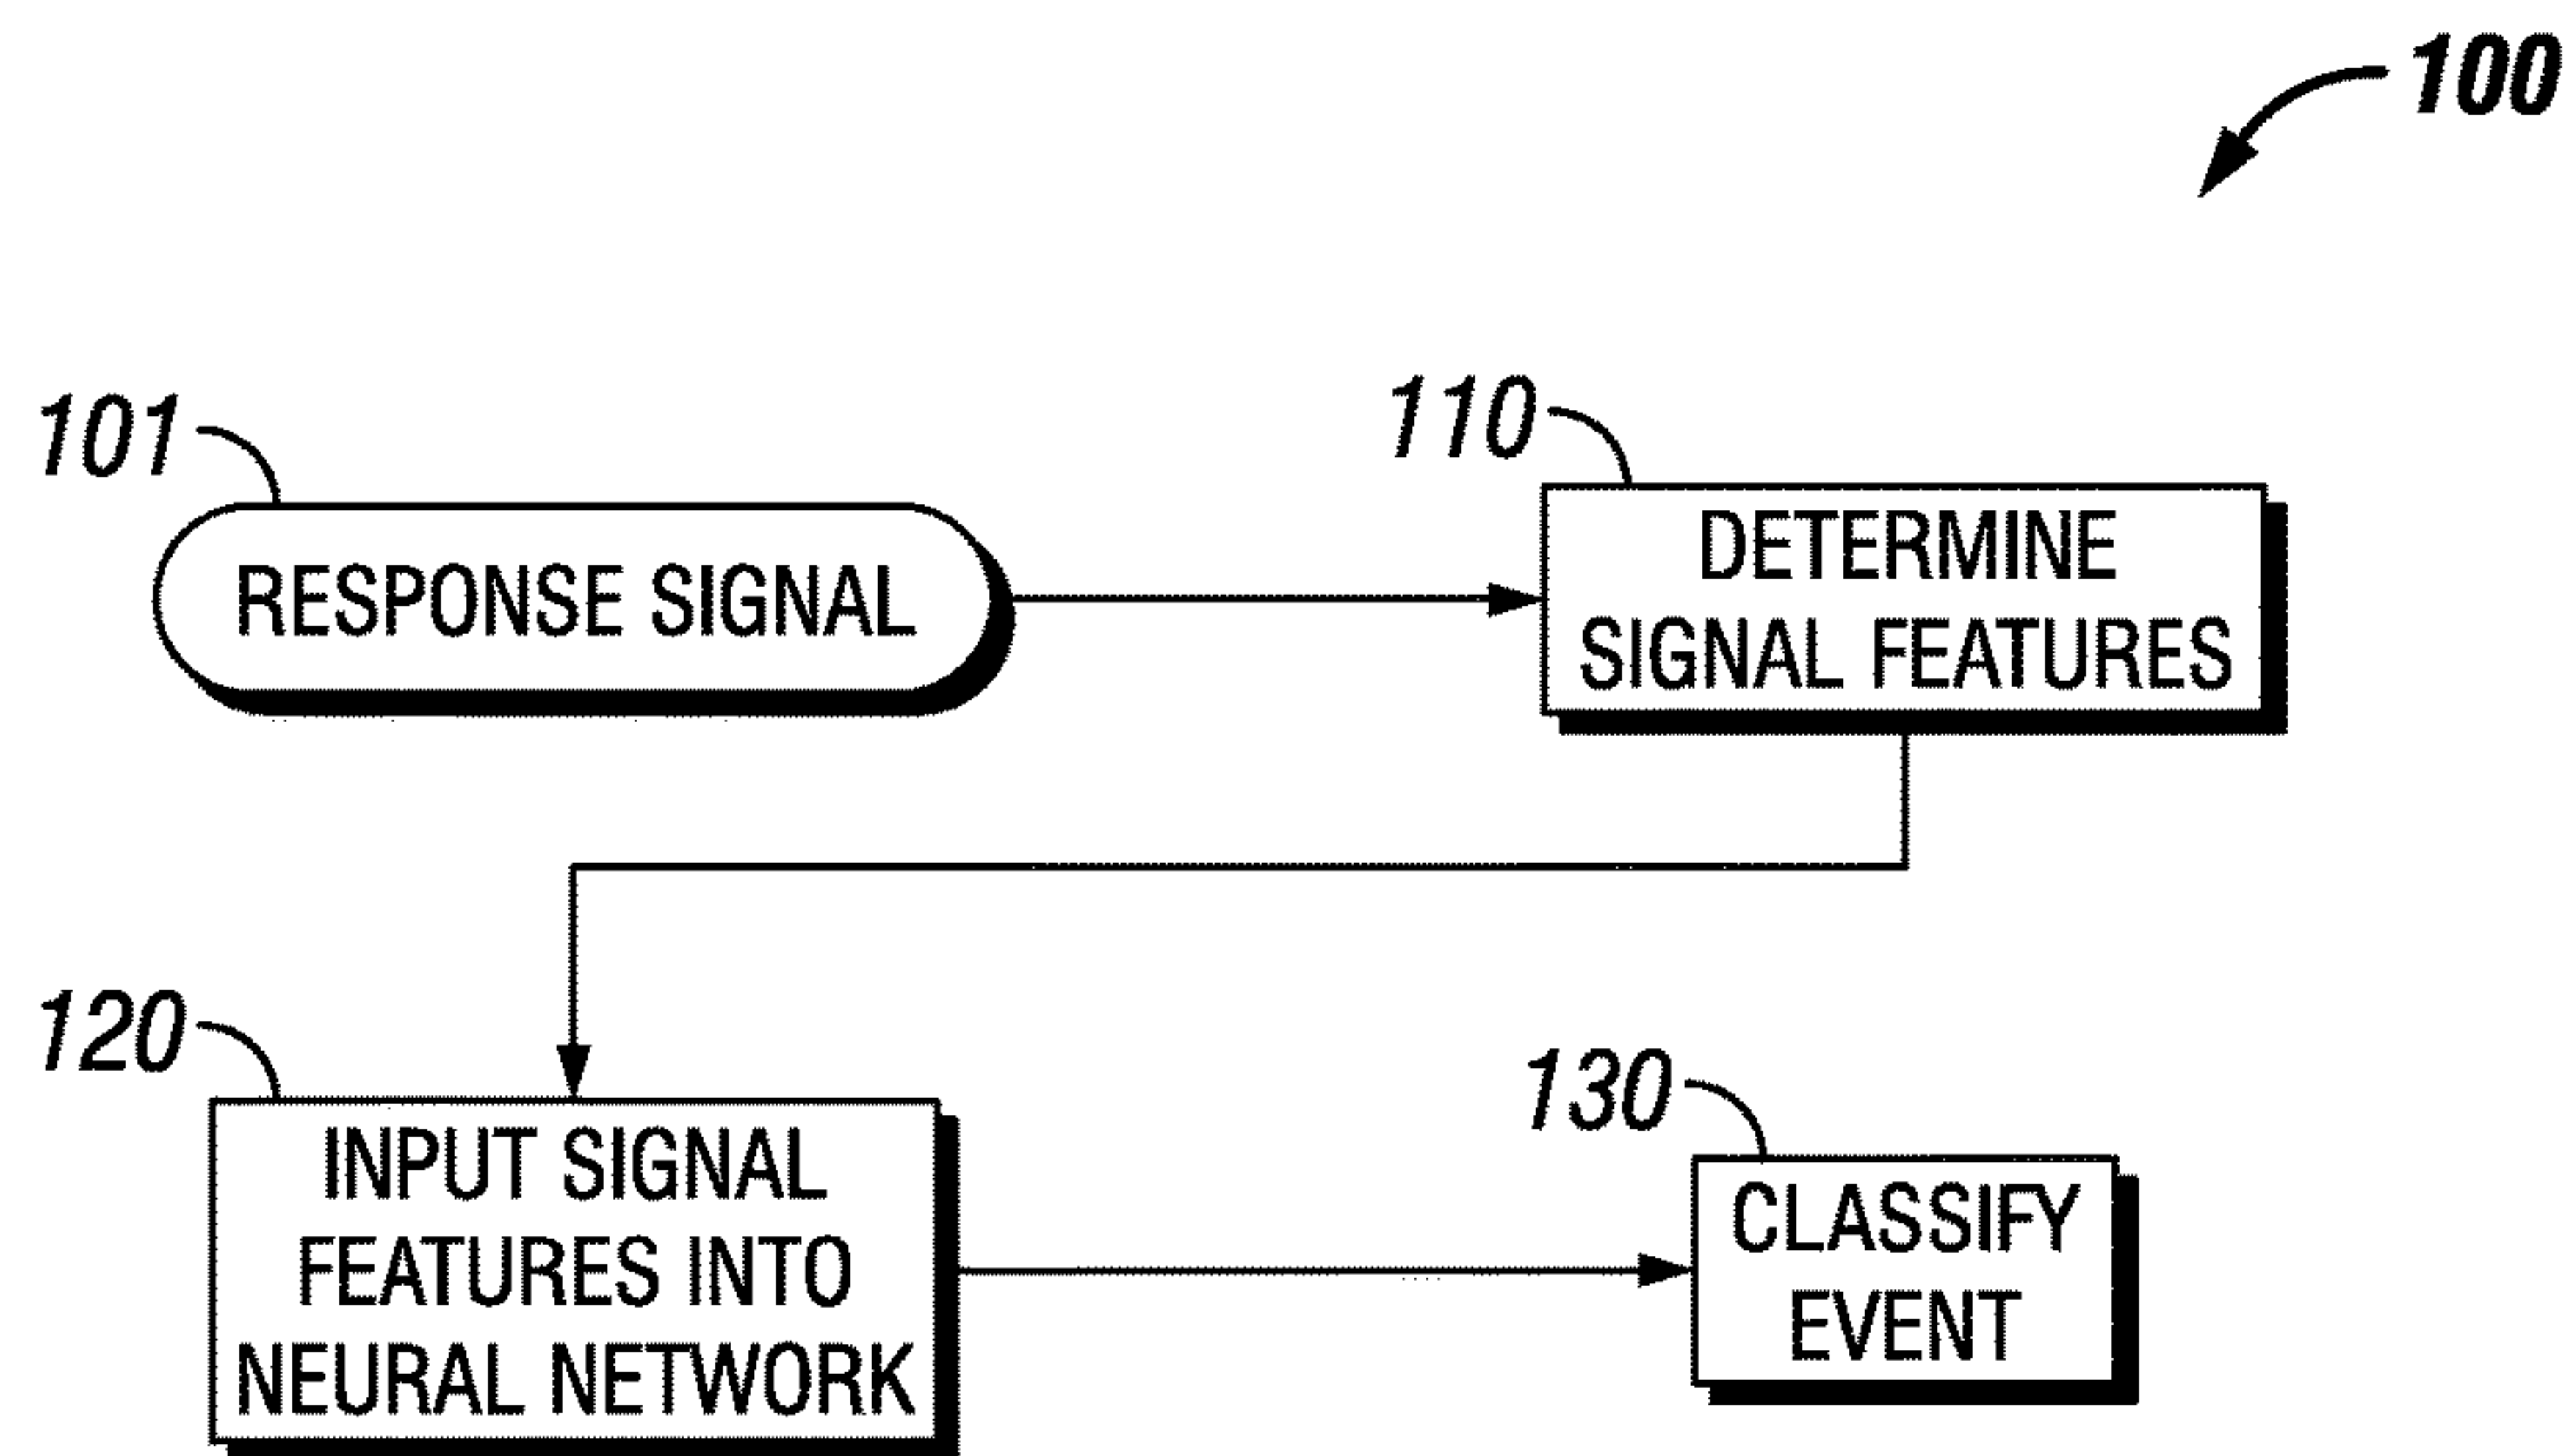 100
101
RESPONSE SIGNAL
110
DETERMINE
SIGNAL FEATURES
120
INPUT SIGNAL
FEATURES INTO
NEURAL NETWORK
130
CLASSIFY
EVENT